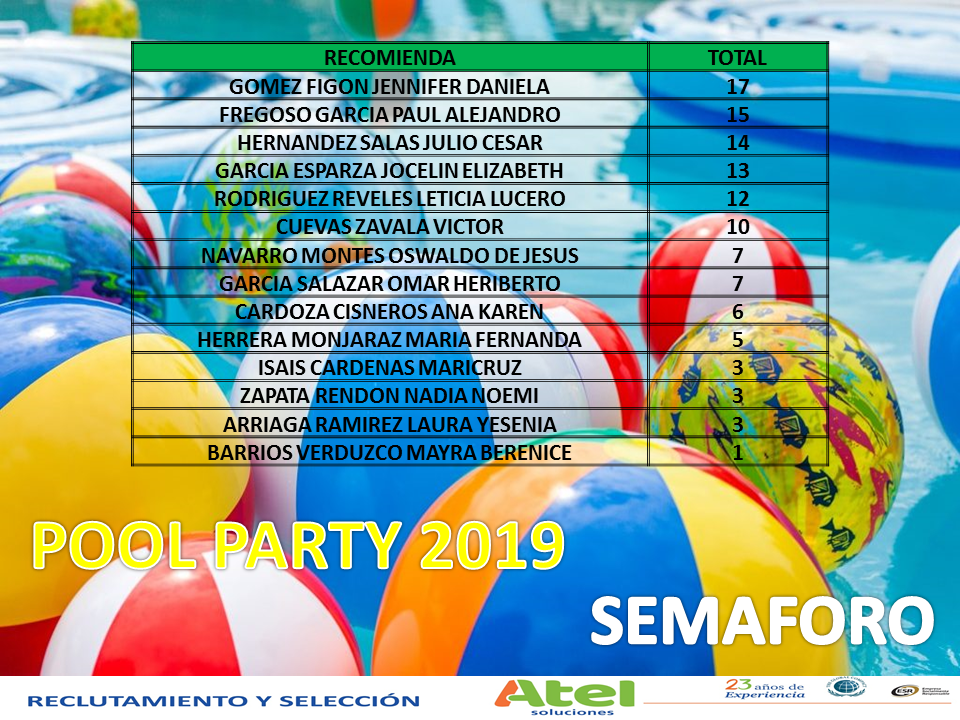 RECOMIENDA TOTAL
GOMEZ FIGON JENNIFER DANIELA 17
FREGOSO GARCIA PAUL ALEJANDRO 15
HERNANDEZ SALAS JULIO CESAR 14
GARCIA ESPARZA JOCELIN ELIZABETH 13
RODRIGUEZ REVELES LETICIA LUCERO 12
CUEVAS ZAVALA VICTOR 10
NAVARRO MONTES OSWALDO DE JESUS 7
GARCIA SALAZAR OMAR HERIBERTO 7
CARDOZA CISNEROS ANA KAREN 6
HERRERA MONJARAZ MARIA FERNANDA 5
ISAIS CARDENAS MARICRUZ 3
ZAPATA RENDON NADIA NOEMI 3
ARRIAGA RAMIREZ LAURA YESENIA 3
BARRIOS VERDUZCO MAYRA BERENICE 1
POOL PARTY 2019
SEMAFORO
RECLUTAMIENTO Y SELECCIÓN
Atel
soluciones
23 años de
Experiencia
ESR